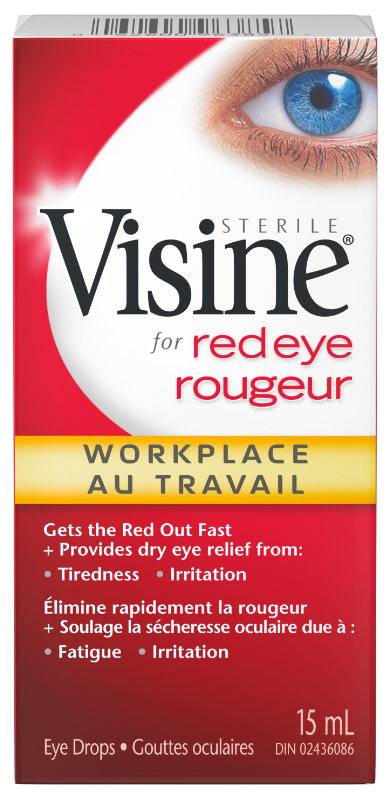 STERILE
Visine®
for red eye
rougeur
WORKPLACE
AU TRAVAIL
Gets the Red Out Fast
+ Provides dry eye relief from:
• Tiredness • Irritation
Élimine rapidement la rougeur
+ Soulage la sécheresse oculaire due à :
• Fatigue • Irritation
15 mL
Eye Drops • Gouttes oculaires DIN 02436086